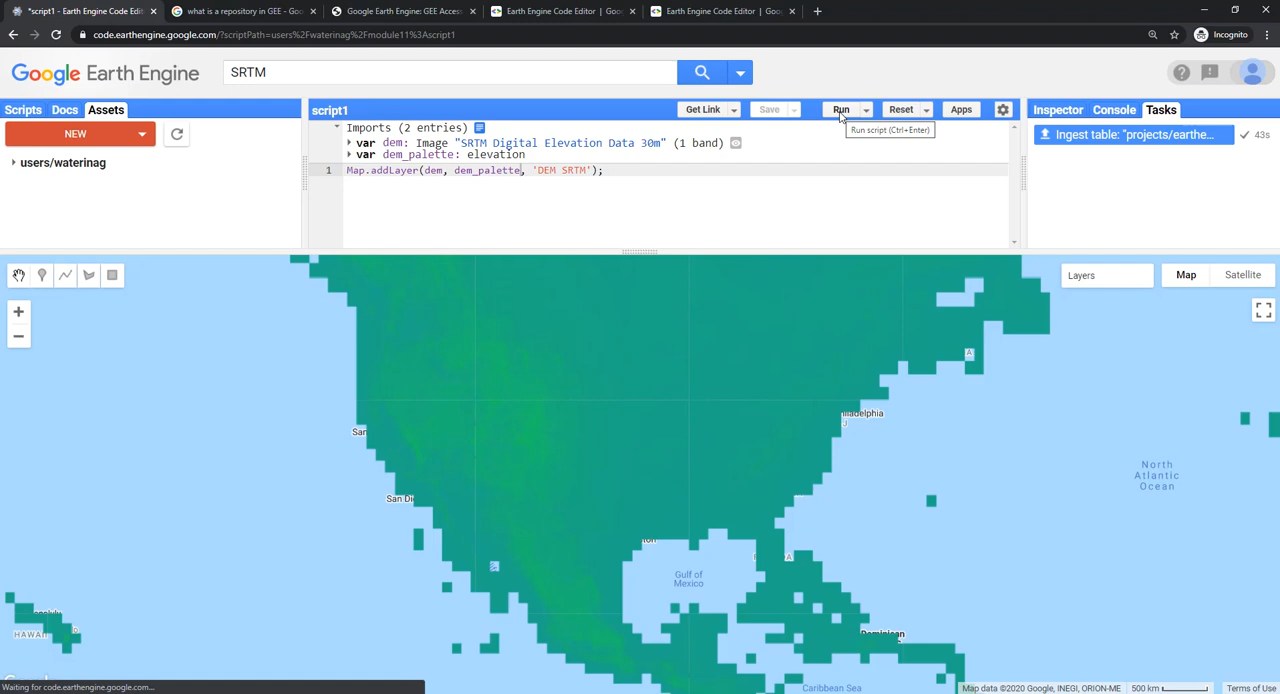 *script1 - Earth Engine Code Edit
what is a repository in GEE - Goo
Google Earth Engine: GEE Acces
Earth Engine Code Editor | Goo
Earth Engine Code Editor | Goo
code.earthengine.google.com/?scriptPath=users%2Fwaterinag%2Fmodule11%3Ascript1
Incognito
Google Earth Engine
SRTM
Scripts Docs Assets
script1
Get Link Save Run Reset Apps
Inspector Console Tasks
NEW
users/waterinag
Imports (2 entries)
var dem: Image "SRTM Digital Elevation Data 30m" (1 band)
var dem_palette: elevation
1 Map.addLayer(dem, dem_palette, 'DEM SRTM');
Run script (Ctrl+Enter)
Ingest table: "projects/earthe... 43s
Layers
Map Satellite
+
−
North
Atlantic
Ocean
Gulf of
Mexico
HAWAI
Dominican
Caribbean Sea
Waiting for code.earthengine.google.com...
Map data ©2020 Google, INEGI, ORION-ME 500 km Terms of Use